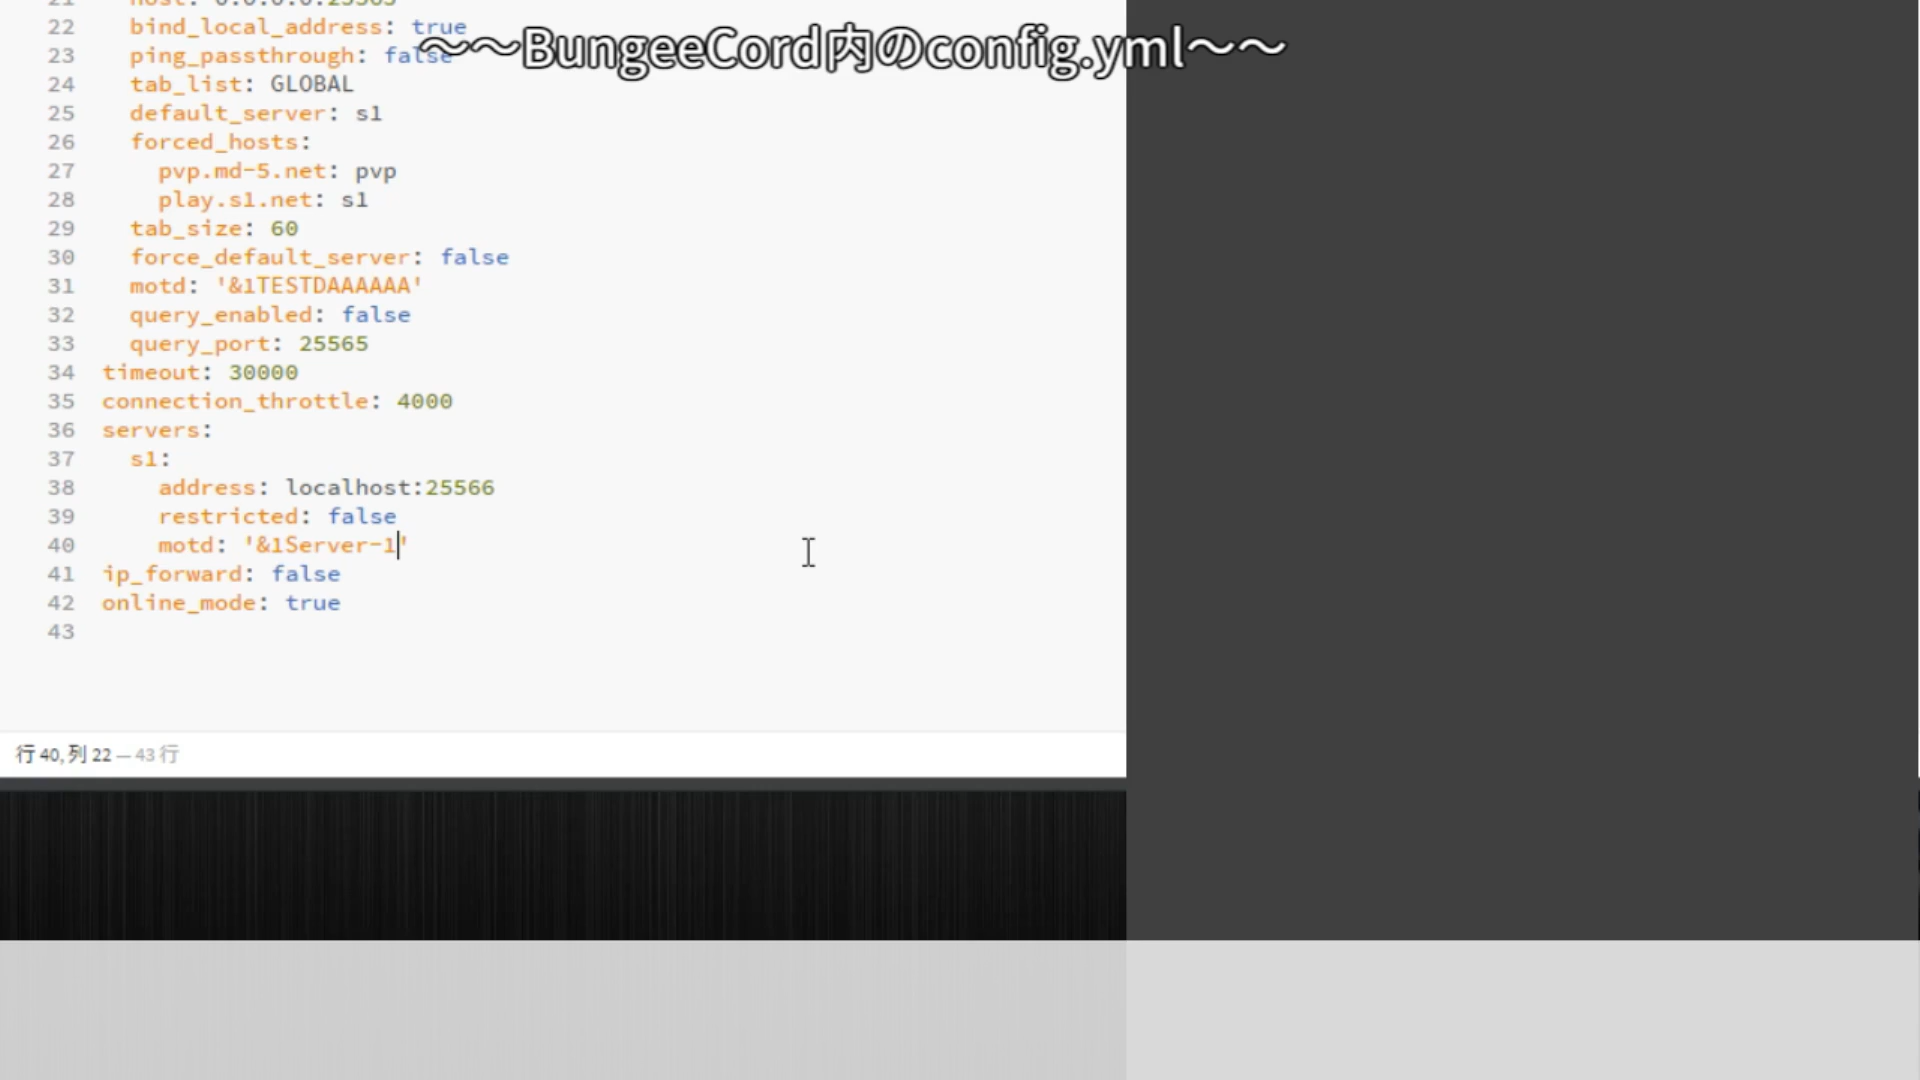 〜〜BungeeCord内のconfig.yml〜〜
22 bind_local_address: true
23 ping_passthrough: false
24 tab_list: GLOBAL
25 default_server: s1
26 forced_hosts:
27 pvp.md-5.net: pvp
28 play.s1.net: s1
29 tab_size: 60
30 force_default_server: false
31 motd: '&1TESTDAAAAAA'
32 query_enabled: false
33 query_port: 25565
34 timeout: 30000
35 connection_throttle: 4000
36 servers:
37 s1:
38 address: localhost:25566
39 restricted: false
40 motd: '&1Server-1'
41 ip_forward: false
42 online_mode: true
43
行 40, 列 22 — 43 行